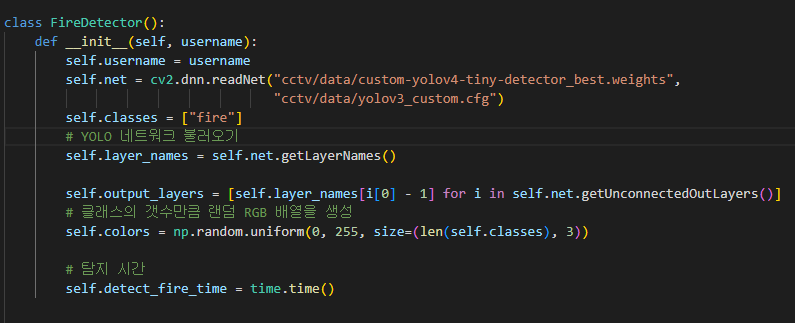 class FireDetector():
    def __init__(self, username):
        self.username = username
        self.net = cv2.dnn.readNet("cctv/data/custom-yolov4-tiny-detector_best.weights",
                                   "cctv/data/yolov3_custom.cfg")
        self.classes = ["fire"]
        # YOLO 네트워크 불러오기
        self.layer_names = self.net.getLayerNames()
        self.output_layers = [self.layer_names[i[0] - 1] for i in self.net.getUnconnectedOutLayers()]
        # 클래스의 갯수만큼 랜덤 RGB 배열을 생성
        self.colors = np.random.uniform(0, 255, size=(len(self.classes), 3))
        # 탐지 시간
        self.detect_fire_time = time.time()